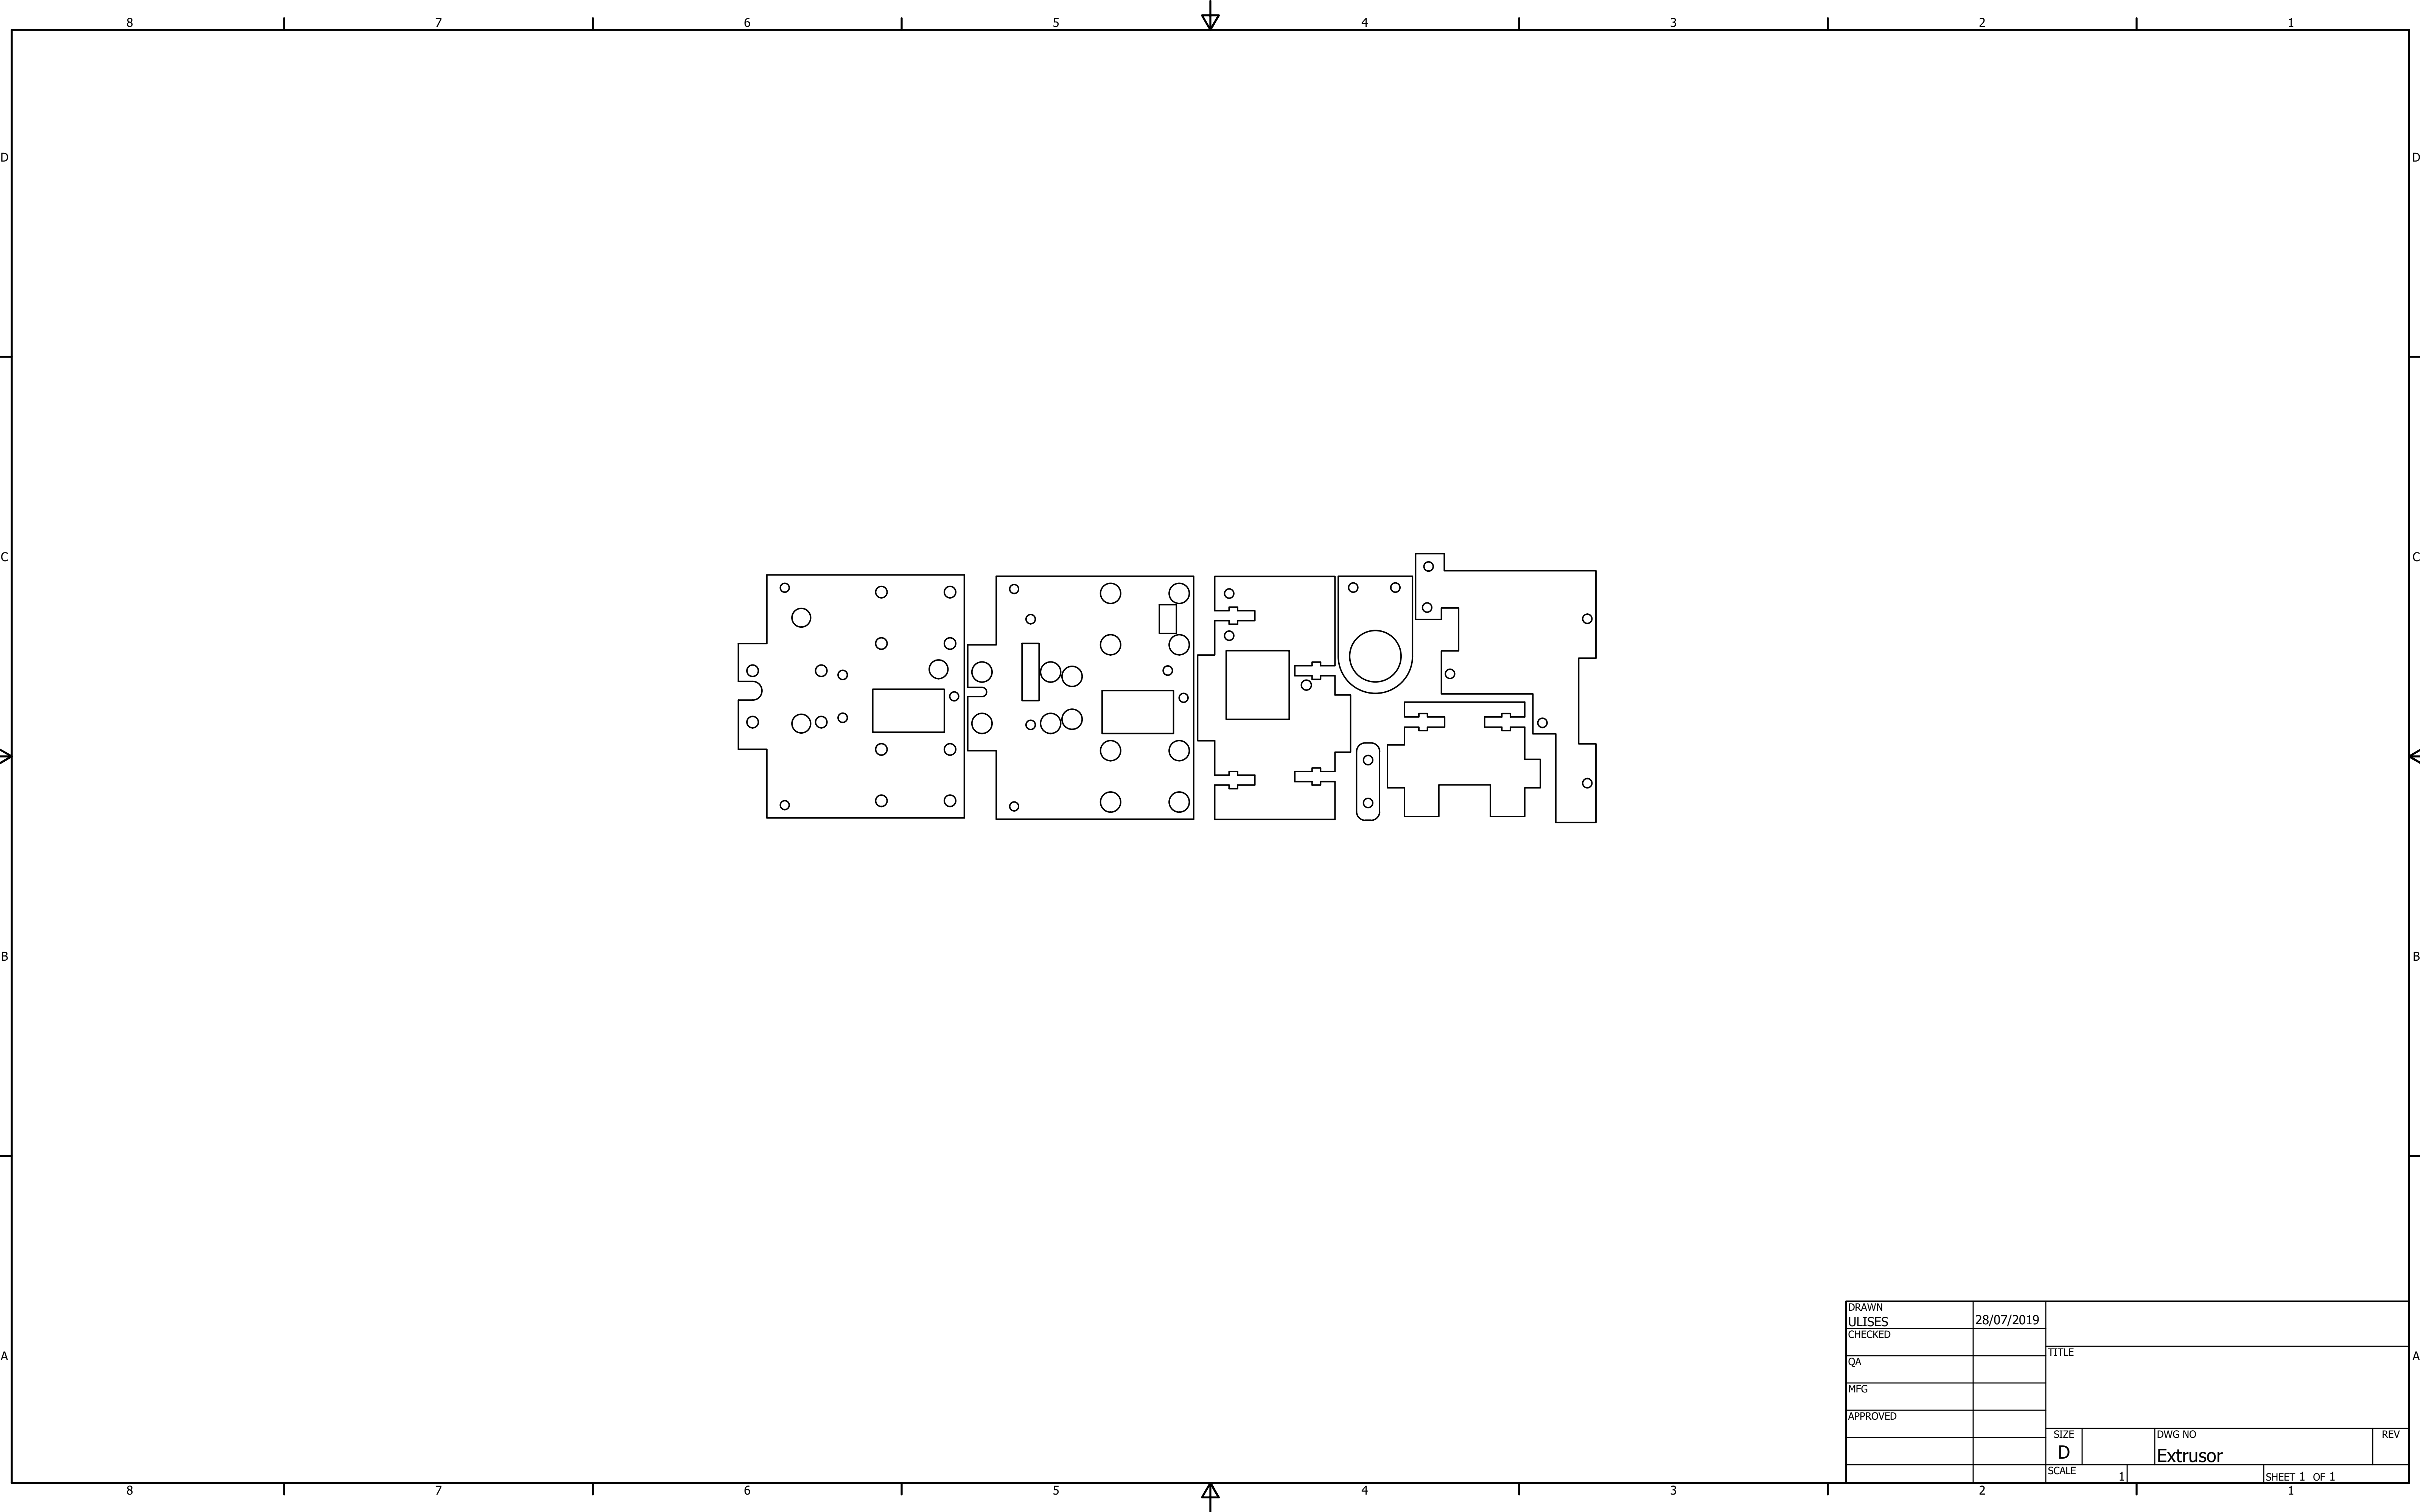 8 7 6 5 4 3 2 1
D D
C C
B B
A A
DRAWN
ULISES 28/07/2019
CHECKED
TITLE
QA
MFG
APPROVED
SIZE DWG NO REV
D Extrusor
SCALE 1 SHEET 1 OF 1
8 7 6 5 4 3 2 1